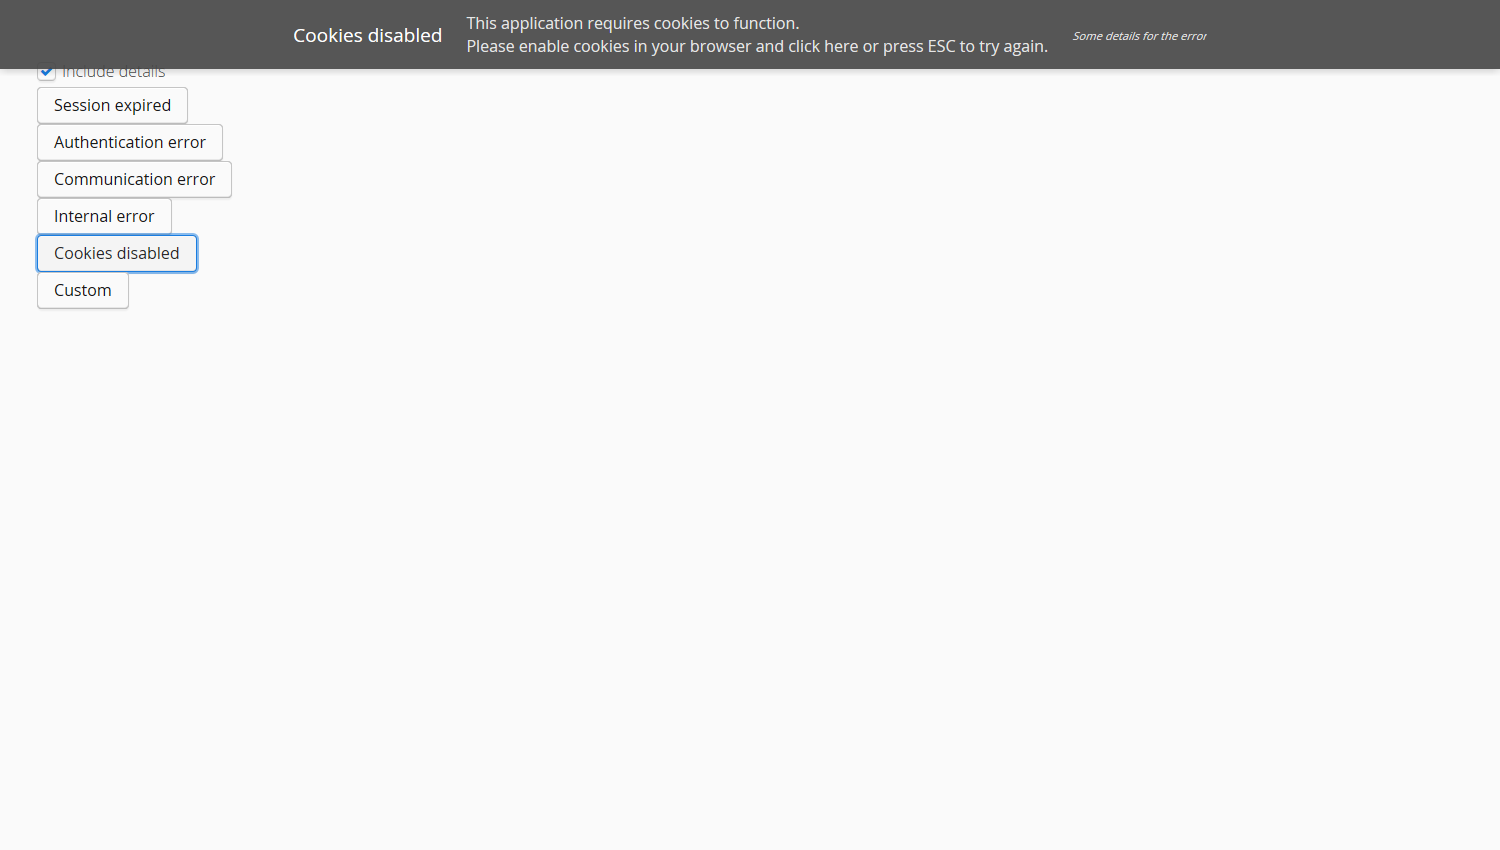 Cookies disabled
This application requires cookies to function.
Please enable cookies in your browser and click here or press ESC to try again.
Some details for the error
Include details
Session expired
Authentication error
Communication error
Internal error
Cookies disabled
Custom